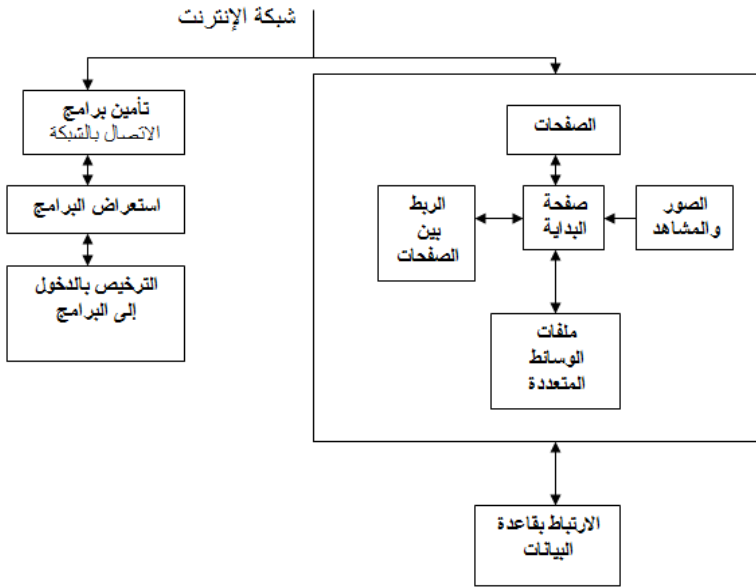 شبكة الإنترنت
تأمين برامج
الاتصال بالشبكة
استعراض البرامج
الترخيص بالدخول
إلى البرامج
الصفحات
الصور
والمشاهد
صفحة
البداية
الربط
بين
الصفحات
ملفات
الوسائط
المتعددة
الارتباط بقاعدة
البيانات